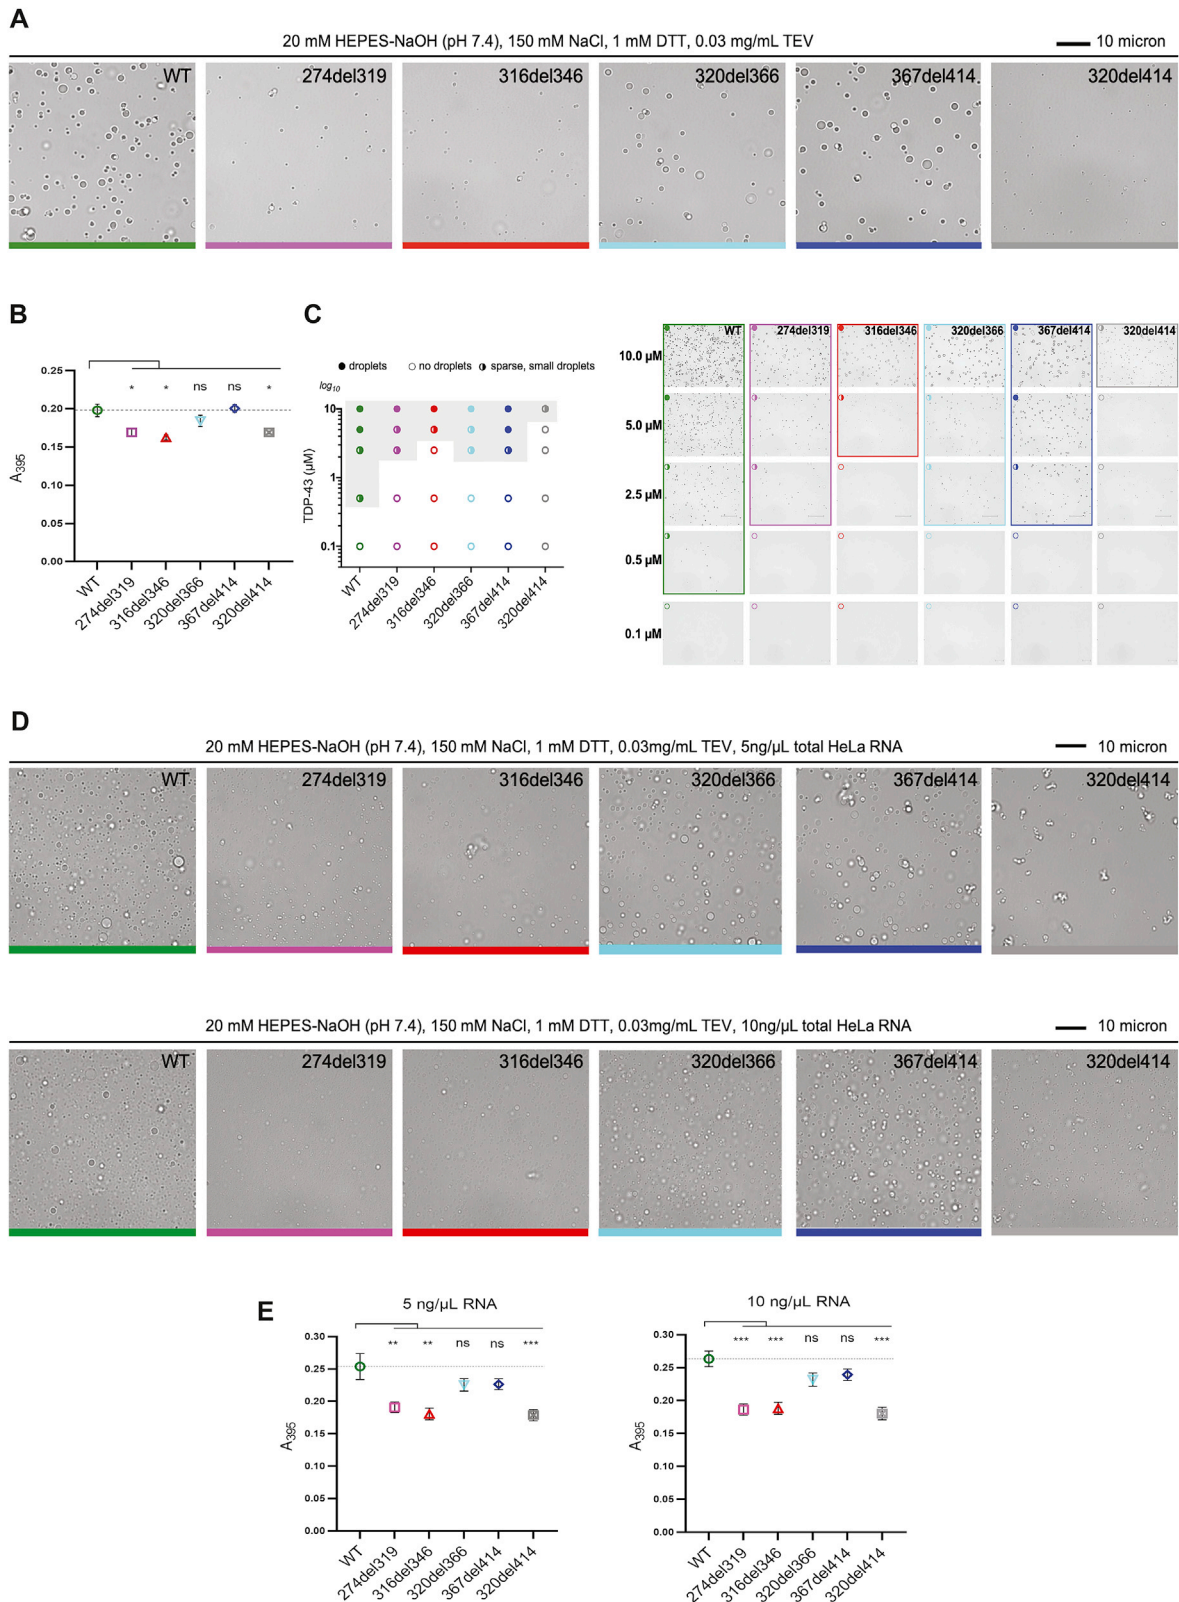 A
20 mM HEPES-NaOH (pH 7.4), 150 mM NaCl, 1 mM DTT, 0.03 mg/mL TEV
10 micron
WT 274del319 316del346 320del366 367del414 320del414
B
0.25
0.20
0.15
0.10
0.05
0.00
A395
* * ns ns *
WT 274del319 316del346 320del366 367del414 320del414
C
droplets no droplets sparse, small droplets
log10
10
1
0.1
TDP-43 (µM)
WT 274del319 316del346 320del366 367del414 320del414
WT 274del319 316del346 320del366 367del414 320del414
10.0 µM
5.0 µM
2.5 µM
0.5 µM
0.1 µM
D
20 mM HEPES-NaOH (pH 7.4), 150 mM NaCl, 1 mM DTT, 0.03mg/mL TEV, 5ng/µL total HeLa RNA
10 micron
WT 274del319 316del346 320del366 367del414 320del414
20 mM HEPES-NaOH (pH 7.4), 150 mM NaCl, 1 mM DTT, 0.03mg/mL TEV, 10ng/µL total HeLa RNA
10 micron
WT 274del319 316del346 320del366 367del414 320del414
E
5 ng/µL RNA
0.30
0.25
0.20
0.15
0.10
0.05
0.00
A395
** ** ns ns ***
WT 274del319 316del346 320del366 367del414 320del414
10 ng/µL RNA
0.30
0.25
0.20
0.15
0.10
0.05
0.00
A395
*** *** ns ns ***
WT 274del319 316del346 320del366 367del414 320del414